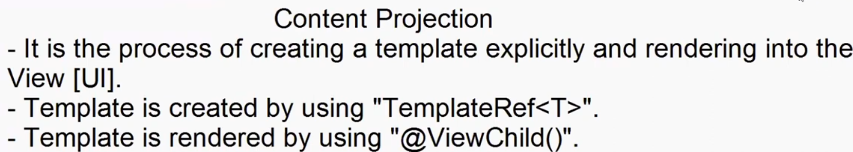 Content Projection
- It is the process of creating a template explicitly and rendering into the
View [UI].
- Template is created by using "TemplateRef<T>".
- Template is rendered by using "@ViewChild()".